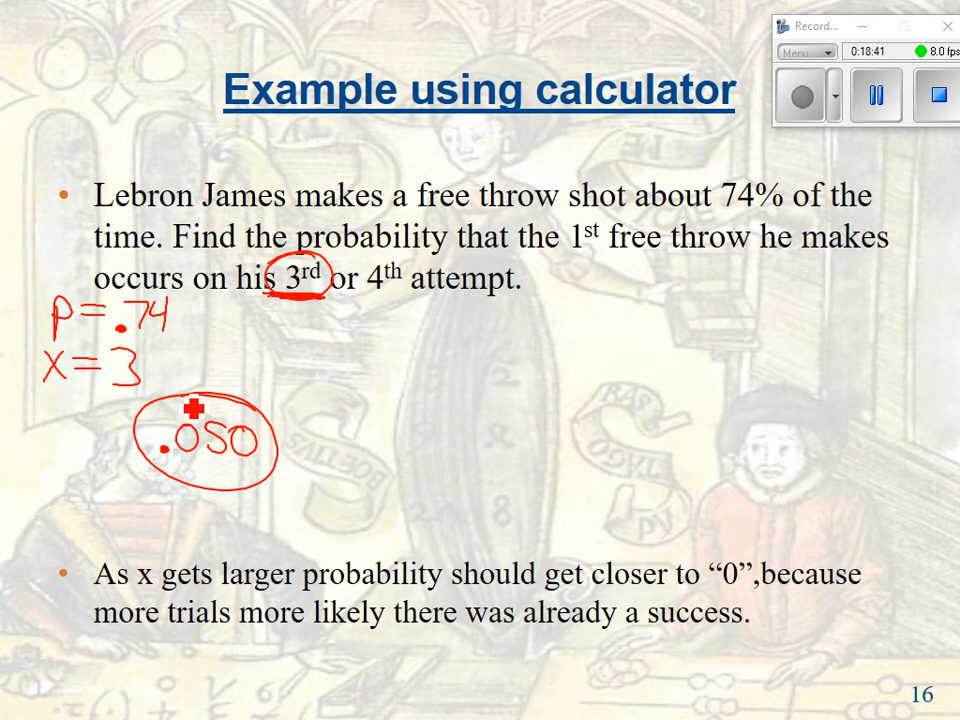 Record...
Menu
0:18:41
8.0 fps
Example using calculator
• Lebron James makes a free throw shot about 74% of the
time. Find the probability that the 1st free throw he makes
occurs on his 3rd or 4th attempt.
p = .74
x = 3
.050
• As x gets larger probability should get closer to “0”,because
more trials more likely there was already a success.
16